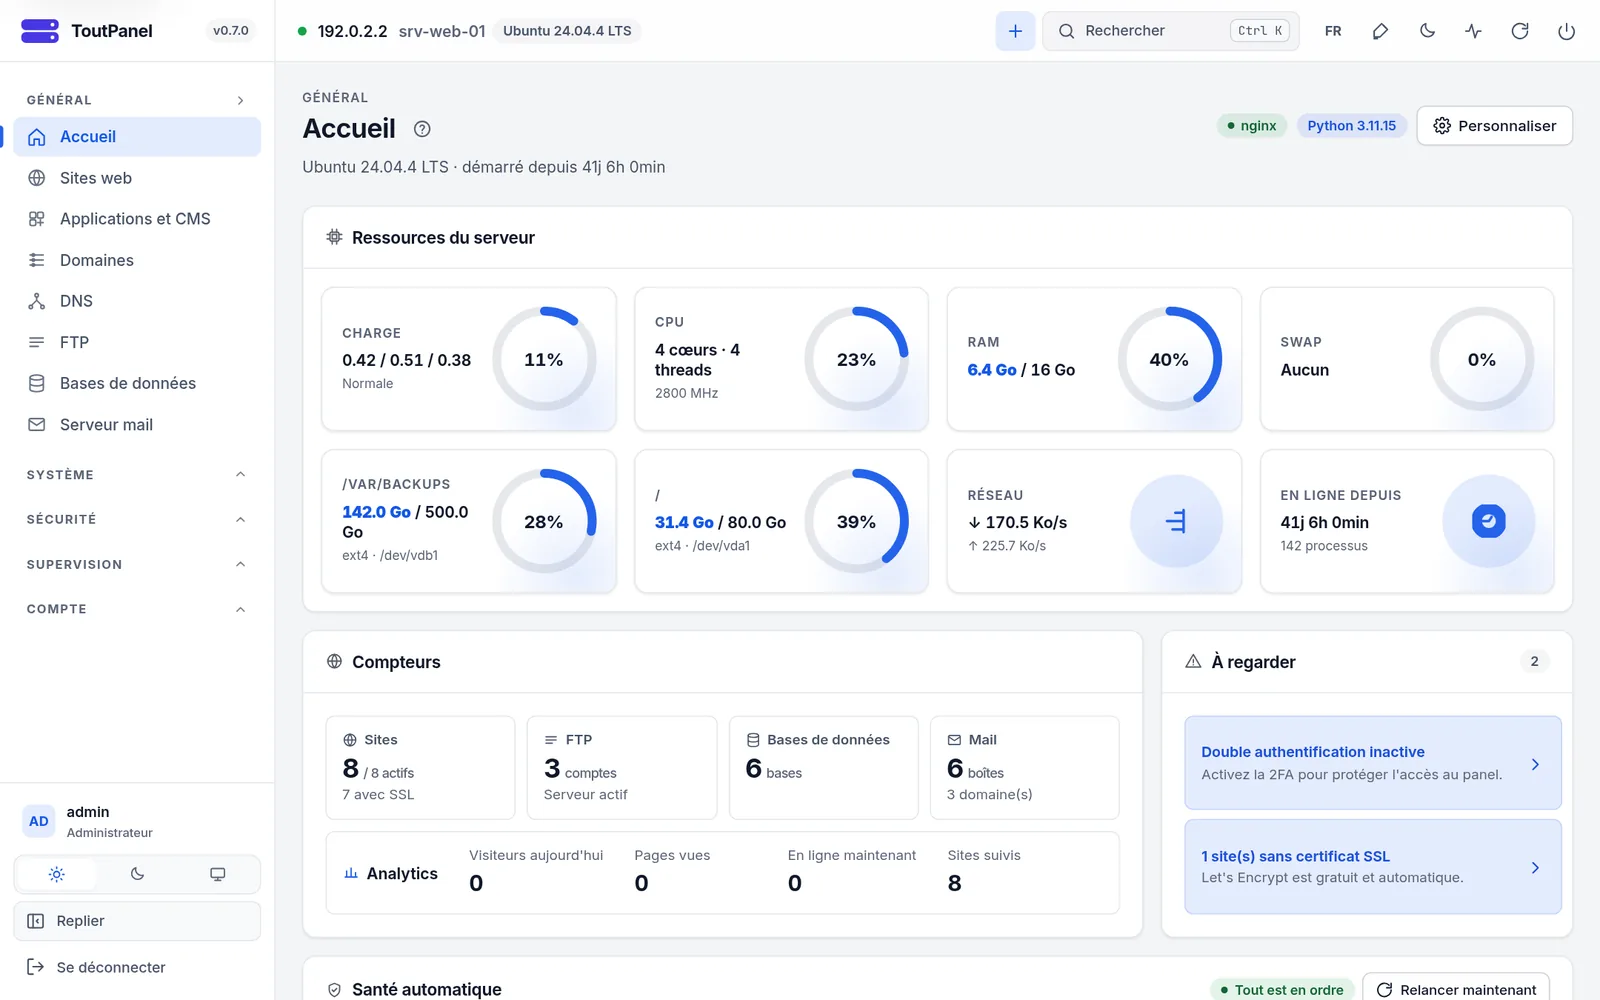 ToutPanel
v0.7.0
192.0.2.2 srv-web-01 Ubuntu 24.04.4 LTS
Rechercher Ctrl K
FR
GÉNÉRAL
Accueil
Sites web
Applications et CMS
Domaines
DNS
FTP
Bases de données
Serveur mail
SYSTÈME
SÉCURITÉ
SUPERVISION
COMPTE
AD
admin
Administrateur
Replier
Se déconnecter
GÉNÉRAL
Accueil
Ubuntu 24.04.4 LTS · démarré depuis 41j 6h 0min
nginx
Python 3.11.15
Personnaliser
Ressources du serveur
CHARGE
0.42 / 0.51 / 0.38
Normale
11%
CPU
4 cœurs · 4
threads
2800 MHz
23%
RAM
6.4 Go / 16 Go
40%
SWAP
Aucun
0%
/VAR/BACKUPS
142.0 Go / 500.0
Go
ext4 · /dev/vdb1
28%
/
31.4 Go / 80.0 Go
ext4 · /dev/vda1
39%
RÉSEAU
↓ 170.5 Ko/s
↑ 225.7 Ko/s
EN LIGNE DEPUIS
41j 6h 0min
142 processus
Compteurs
Sites
8 / 8 actifs
7 avec SSL
FTP
3 comptes
Serveur actif
Bases de données
6 bases
Mail
6 boîtes
3 domaine(s)
Analytics
Visiteurs aujourd'hui
0
Pages vues
0
En ligne maintenant
0
Sites suivis
8
À regarder
2
Double authentification inactive
Activez la 2FA pour protéger l'accès au panel.
1 site(s) sans certificat SSL
Let's Encrypt est gratuit et automatique.
Santé automatique
Tout est en ordre
Relancer maintenant